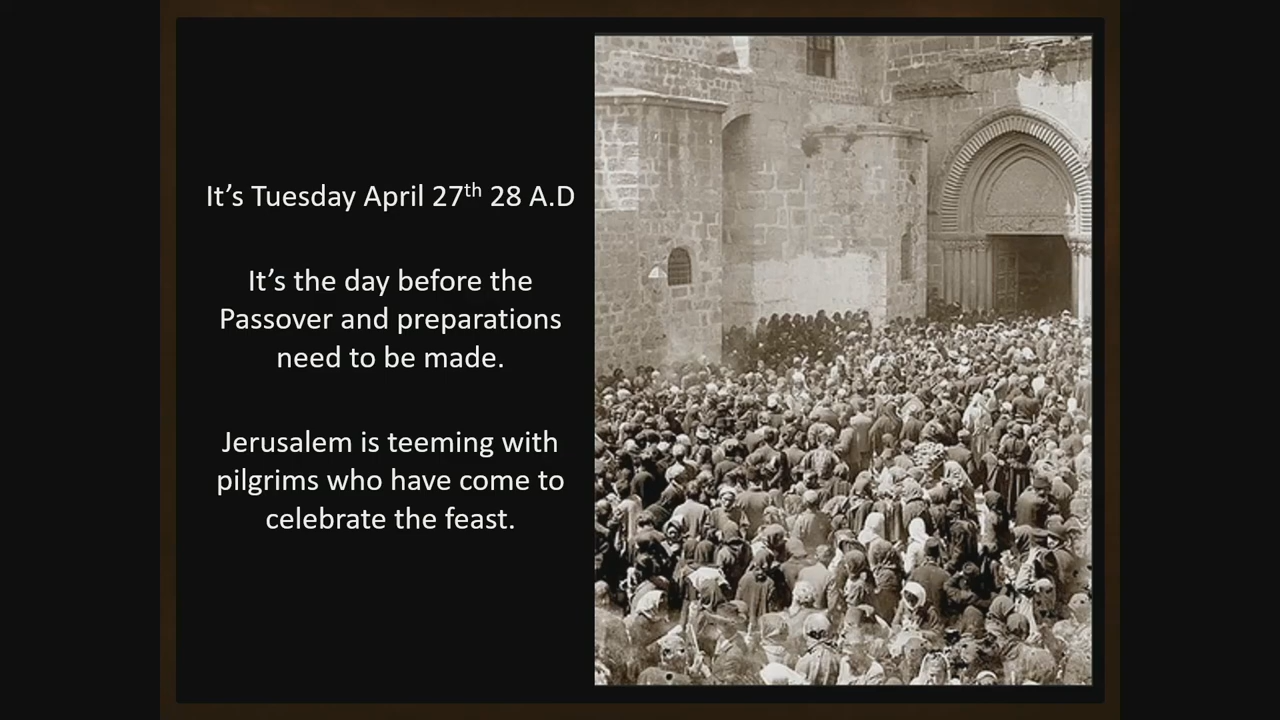 It’s Tuesday April 27th 28 A.D
It’s the day before the
Passover and preparations
need to be made.
Jerusalem is teeming with
pilgrims who have come to
celebrate the feast.